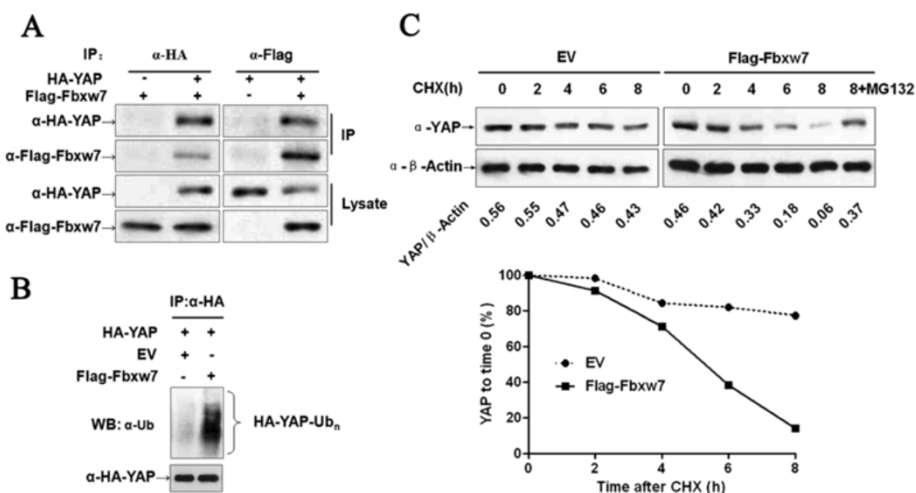 A
IP: α-HA α-Flag
HA-YAP - + + +
Flag-Fbxw7 + + - +
α-HA-YAP→
α-Flag-Fbxw7→
IP
α-HA-YAP→
α-Flag-Fbxw7→
Lysate
B
IP:α-HA
HA-YAP + +
EV + -
Flag-Fbxw7 - +
WB: α-Ub
HA-YAP-Ubn
α-HA-YAP→
C
EV Flag-Fbxw7
CHX(h) 0 2 4 6 8 0 2 4 6 8 8+MG132
α-YAP→
α-β-Actin→
YAP/β-Actin 0.56 0.55 0.47 0.46 0.43 0.46 0.42 0.33 0.18 0.06 0.37
YAP to time 0 (%)
100
80
60
40
20
0
EV
Flag-Fbxw7
0 2 4 6 8
Time after CHX (h)